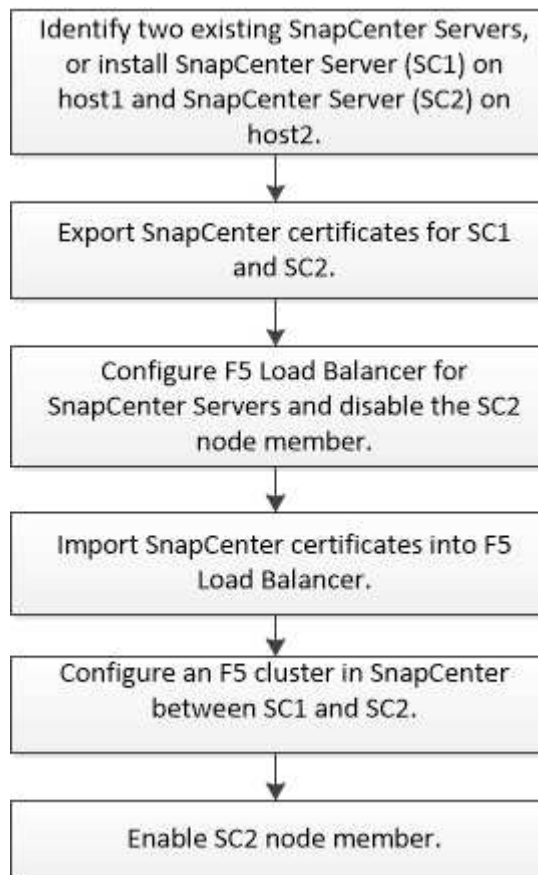 Identify two existing SnapCenter Servers,
or install SnapCenter Server (SC1) on
host1 and SnapCenter Server (SC2) on
host2.
Export SnapCenter certificates for SC1
and SC2.
Configure F5 Load Balancer for
SnapCenter Servers and disable the SC2
node member.
Import SnapCenter certificates into F5
Load Balancer.
Configure an F5 cluster in SnapCenter
between SC1 and SC2.
Enable SC2 node member.